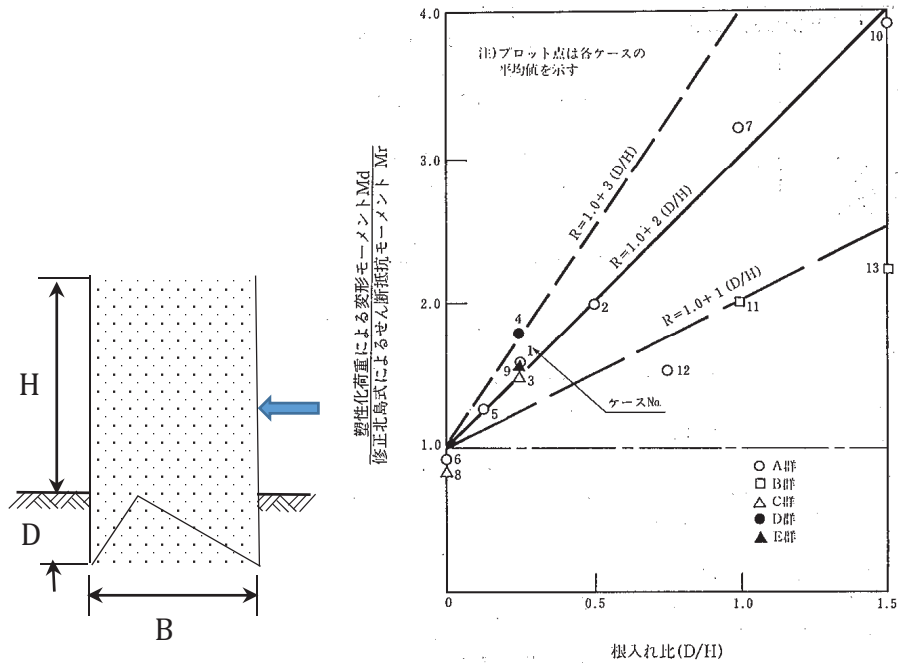 H
D
B
塑性化荷重による変形モーメントMd
修正北島式によるせん断抵抗モーメント Mr
4.0
3.0
2.0
1.0
注)プロット点は各ケースの
平均値を示す
R=1.0+3(D/H)
R=1.0+2(D/H)
R=1.0+1(D/H)
10
7
13
11
2
4
1
9
3
12
5
ケースNo.
6
8
○ A群
□ B群
△ C群
● D群
▲ E群
0
0.5
1.0
1.5
根入れ比(D/H)